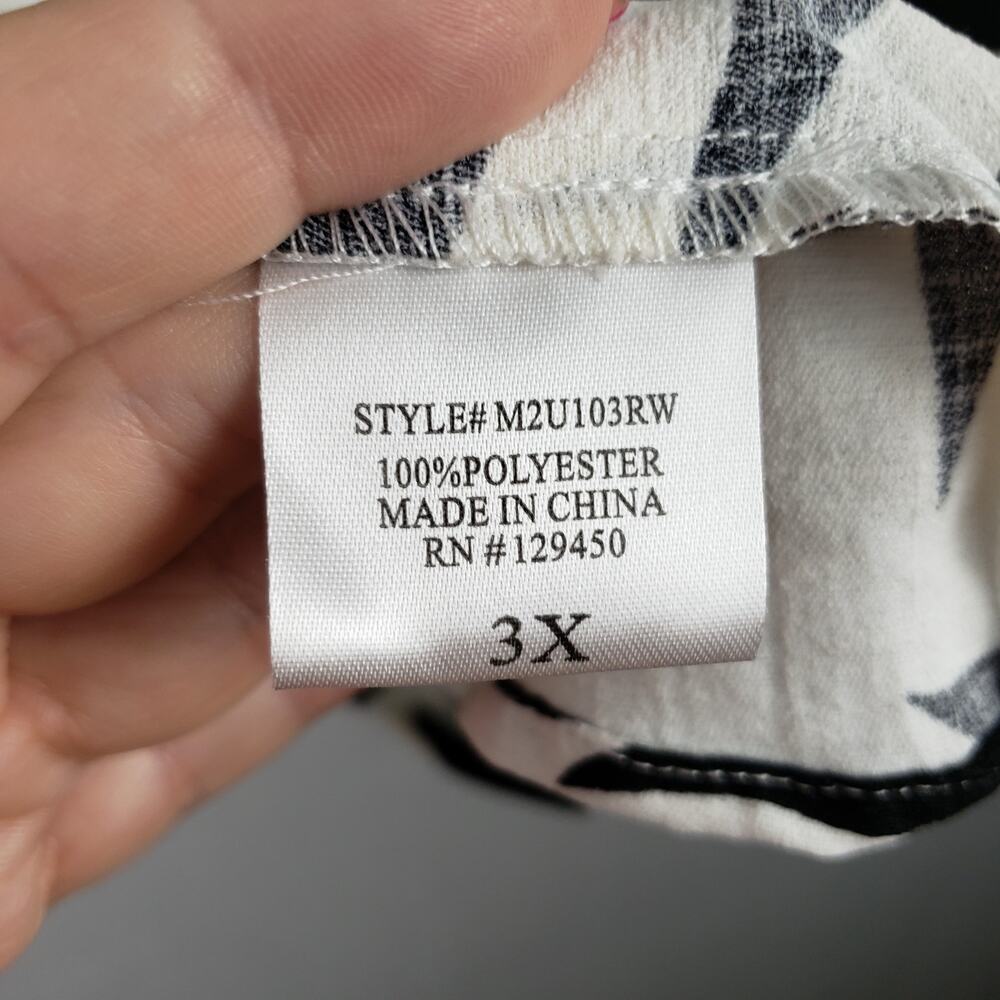 STYLE# M2U103RW
100%POLYESTER
MADE IN CHINA
RN #129450
3X